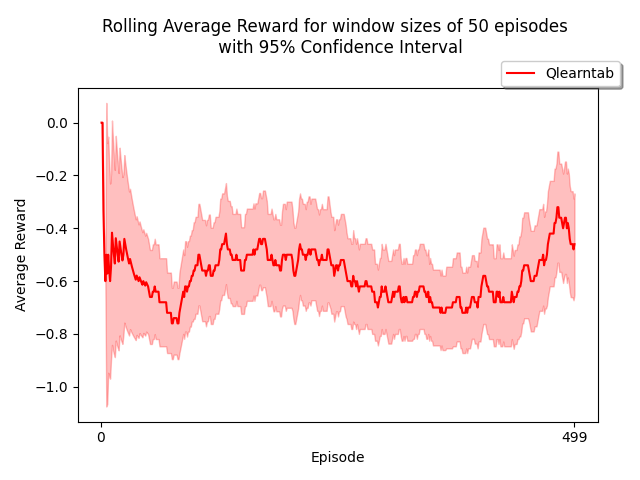 Rolling Average Reward for window sizes of 50 episodes
with 95% Confidence Interval
Qlearntab
0.0
−0.2
−0.4
−0.6
−0.8
−1.0
Average Reward
0
499
Episode